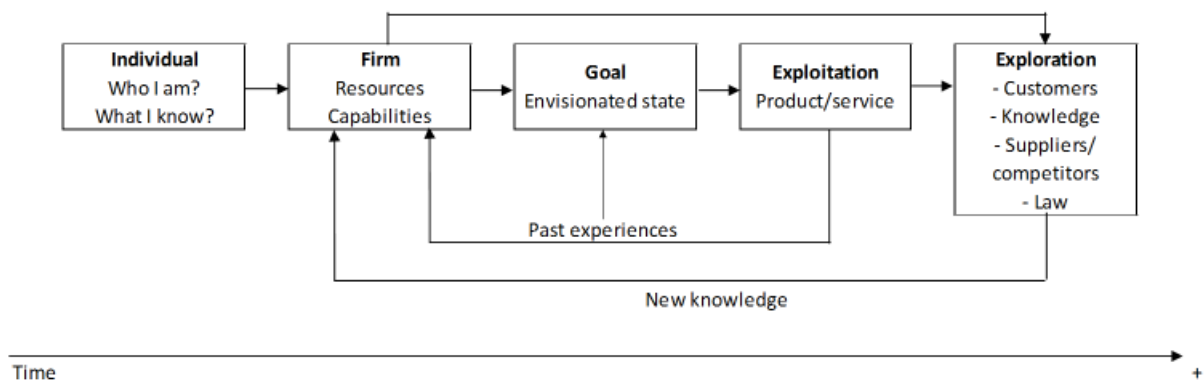 Individual
Who I am?
What I know?
Firm
Resources
Capabilities
Goal
Envisionated state
Exploitation
Product/service
Exploration
- Customers
- Knowledge
- Suppliers/
competitors
- Law
Past experiences
New knowledge
Time
+